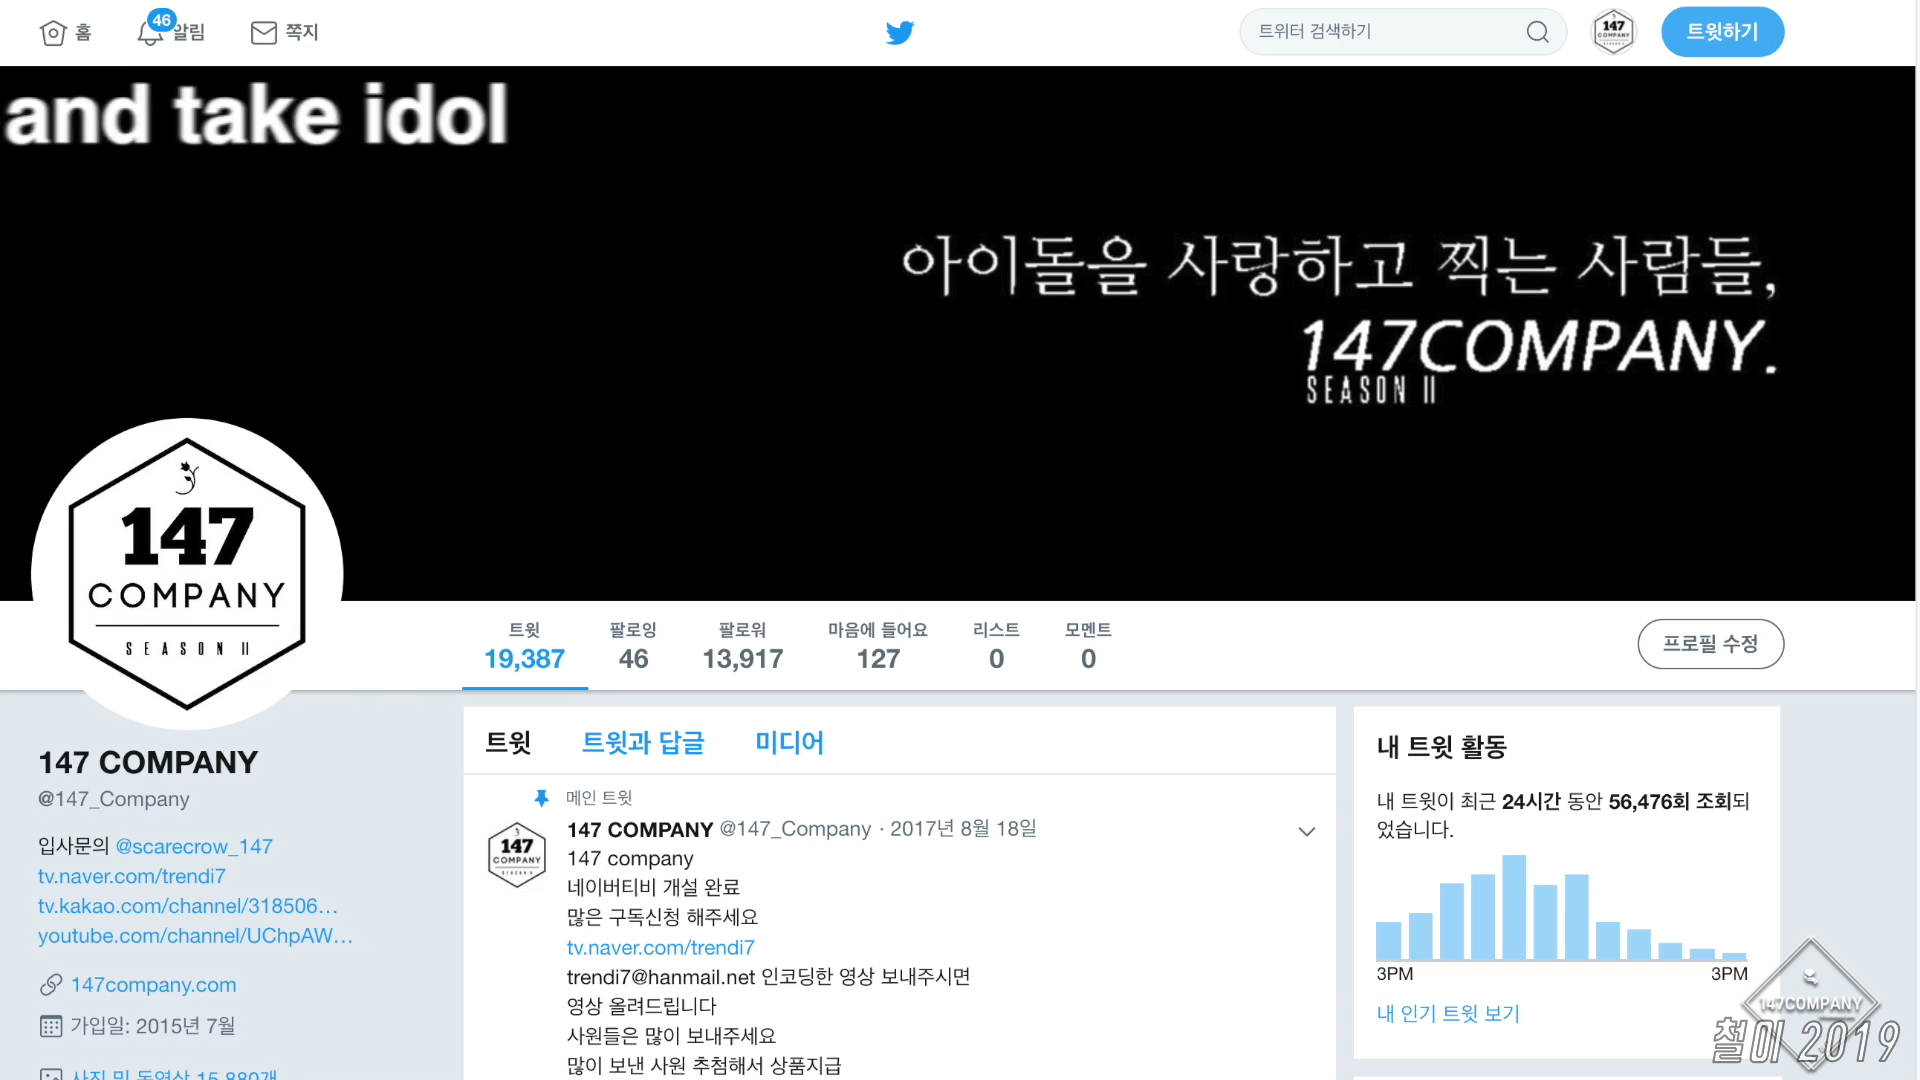 홈
46
알림
쪽지
트위터 검색하기
147
COMPANY
트윗하기
and take idol
아이돌을 사랑하고 찍는 사람들,
147COMPANY.
SEASON II
147
COMPANY
SEASON II
트윗 팔로잉 팔로워 마음에 들어요 리스트 모멘트
19,387 46 13,917 127 0 0
프로필 수정
147 COMPANY
@147_Company
입사문의 @scarecrow_147
tv.naver.com/trendi7
tv.kakao.com/channel/318506…
youtube.com/channel/UChpAW…
147company.com
가입일: 2015년 7월
사진 및 동영상 15,880개
트윗 트윗과 답글 미디어
메인 트윗
147
COMPANY
147 COMPANY @147_Company · 2017년 8월 18일
147 company
네이버티비 개설 완료
많은 구독신청 해주세요
tv.naver.com/trendi7
trendi7@hanmail.net 인코딩한 영상 보내주시면
영상 올려드립니다
사원들은 많이 보내주세요
많이 보낸 사원 추첨해서 상품지급
내 트윗 활동
내 트윗이 최근 24시간 동안 56,476회 조회되
었습니다.
3PM 3PM
내 인기 트윗 보기
147COMPANY
철이 2019